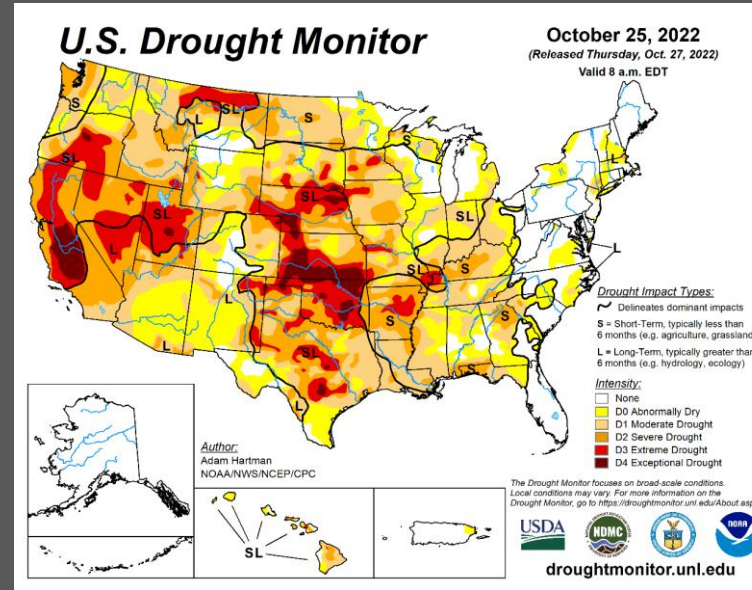 U.S. Drought Monitor
October 25, 2022
(Released Thursday, Oct. 27, 2022)
Valid 8 a.m. EDT
S
SL
L
SL
S
S
L
SL
SL
SL
SL
L
L
SL
S
L
S
S
L
SL
S
L
L
Drought Impact Types:
Delineates dominant impacts
S = Short-Term, typically less than
6 months (e.g. agriculture, grassland
L = Long-Term, typically greater than
6 months (e.g. hydrology, ecology)
Intensity:
None
D0 Abnormally Dry
D1 Moderate Drought
D2 Severe Drought
D3 Extreme Drought
D4 Exceptional Drought
Author:
Adam Hartman
NOAA/NWS/NCEP/CPC
SL
The Drought Monitor focuses on broad-scale conditions.
Local conditions may vary. For more information on the
Drought Monitor, go to https://droughtmonitor.unl.edu/About.asp
USDA
NDMC
NOAA
droughtmonitor.unl.edu